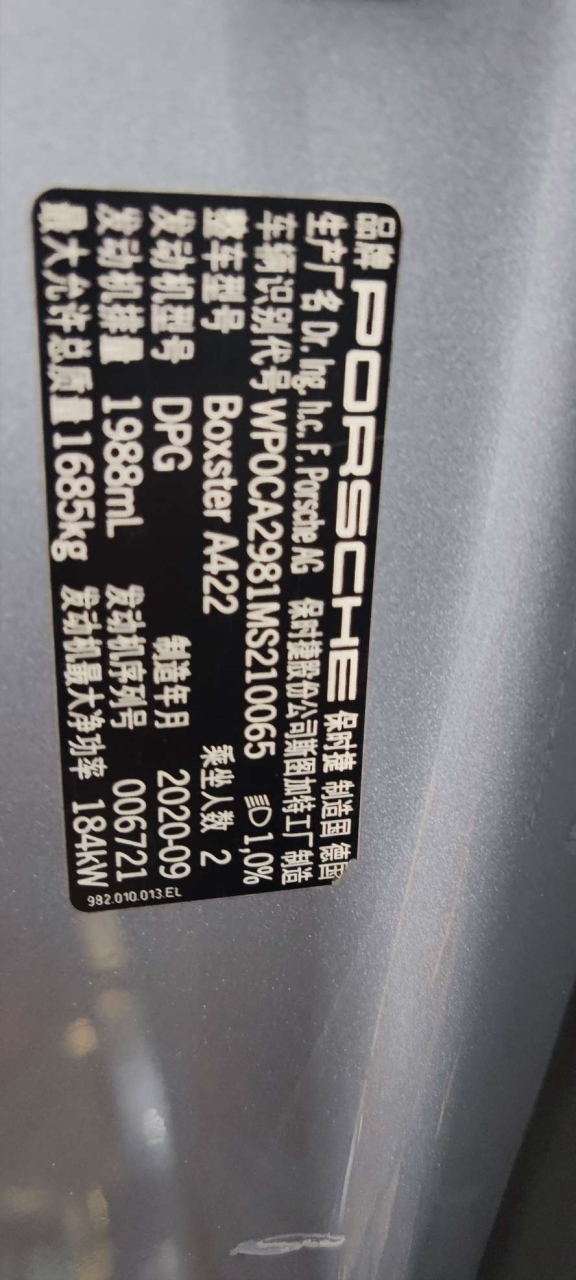 品牌 PORSCHE 保时捷 制造国 德国
生产厂名 Dr. Ing. h.c. F. Porsche AG 保时捷股份公司斯图加特工厂 制造
车辆识别代号 WP0CA2981MS210065 1,0%
整车型号 Boxster A422 乘坐人数 2
发动机型号 DPG 制造年月 2020-09
发动机排量 1988mL 发动机序列号 006721
最大允许总质量 1685kg 发动机最大净功率 184kW
982.010.013.EL